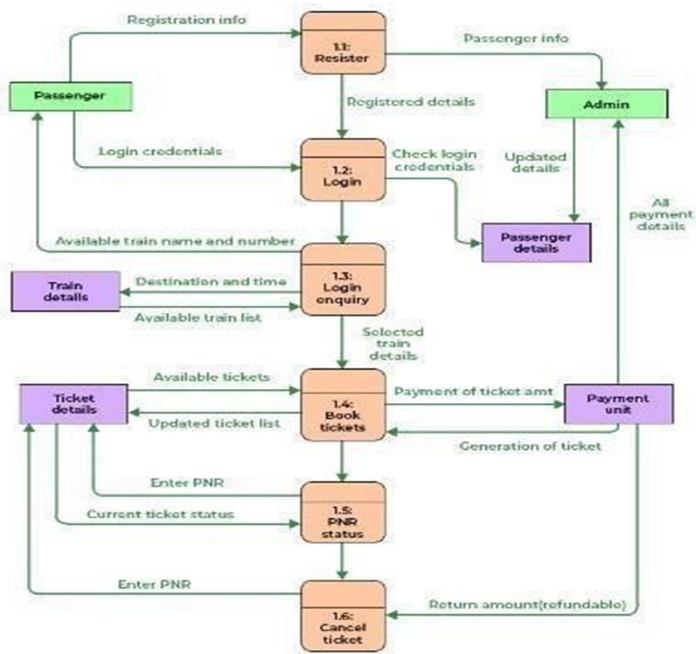 Registration info
1.1:
Resister
Passenger info
Passenger
Admin
Registered details
Login credentials
1.2:
Login
Check login
credentials
Updated
details
All
payment
details
Available train name and number
Passenger
details
1.3:
Login
enquiry
Train
details
Destination and time
Available train list
Selected
train
details
Ticket
details
Available tickets
Updated ticket list
1.4:
Book
tickets
Payment of ticket amt
Payment
unit
Generation of ticket
Enter PNR
Current ticket status
1.5:
PNR
status
Enter PNR
1.6:
Cancel
ticket
Return amount(refundable)